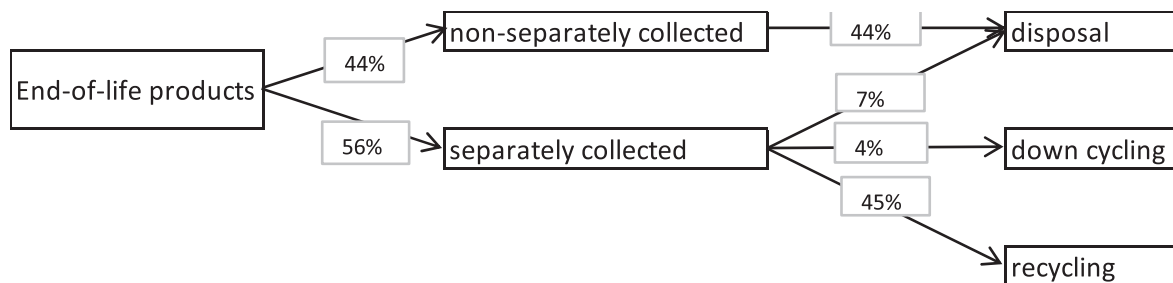 non-separately collected
44%
disposal
End-of-life products
44%
7%
56%
separately collected
4%
down cycling
45%
recycling